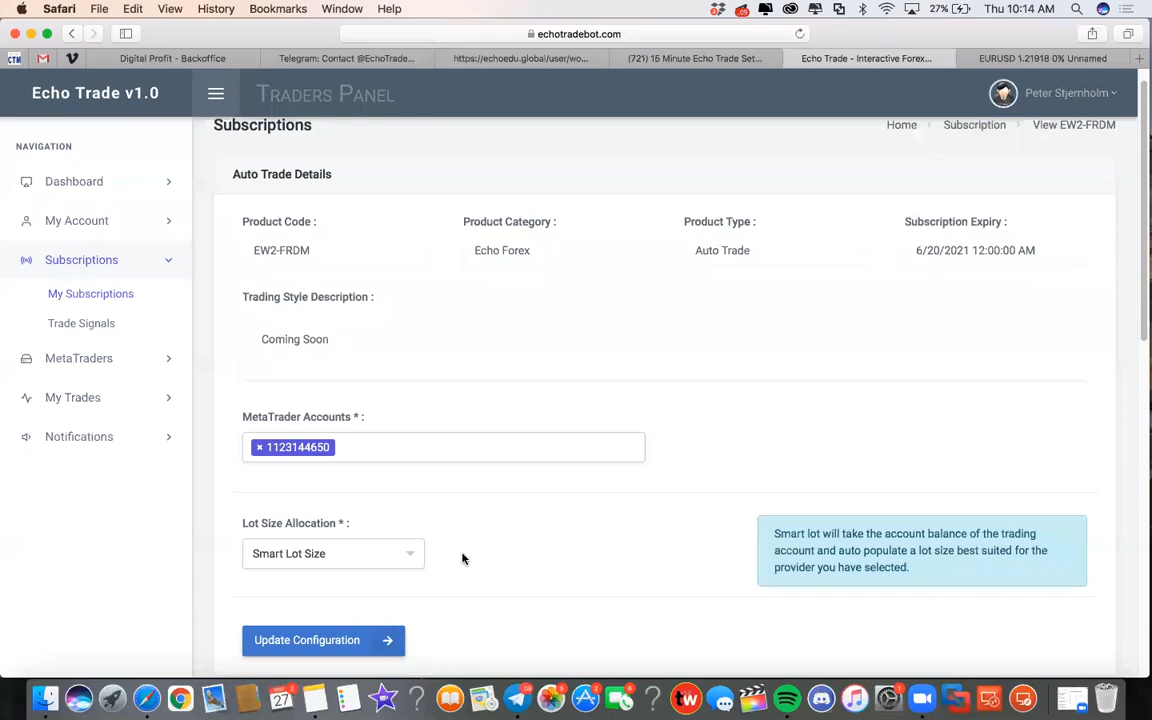 Safari File Edit View History Bookmarks Window Help 27% Thu 10:14 AM
echotradebot.com
CTM Digital Profit - Backoffice Telegram: Contact @EchoTrade... https://echoedu.global/user/wo... (721) 15 Minute Echo Trade Set... Echo Trade - Interactive Forex... EURUSD 1.21918 0% Unnamed
Echo Trade v1.0 TRADERS PANEL Peter Stjernholm
Subscriptions Home Subscription View EW2-FRDM
NAVIGATION
Dashboard
My Account
Subscriptions
My Subscriptions
Trade Signals
MetaTraders
My Trades
Notifications
Auto Trade Details
Product Code : Product Category : Product Type : Subscription Expiry :
EW2-FRDM Echo Forex Auto Trade 6/20/2021 12:00:00 AM
Trading Style Description :
Coming Soon
MetaTrader Accounts * :
× 1123144650
Lot Size Allocation * :
Smart Lot Size
Smart lot will take the account balance of the trading
account and auto populate a lot size best suited for the
provider you have selected.
Update Configuration